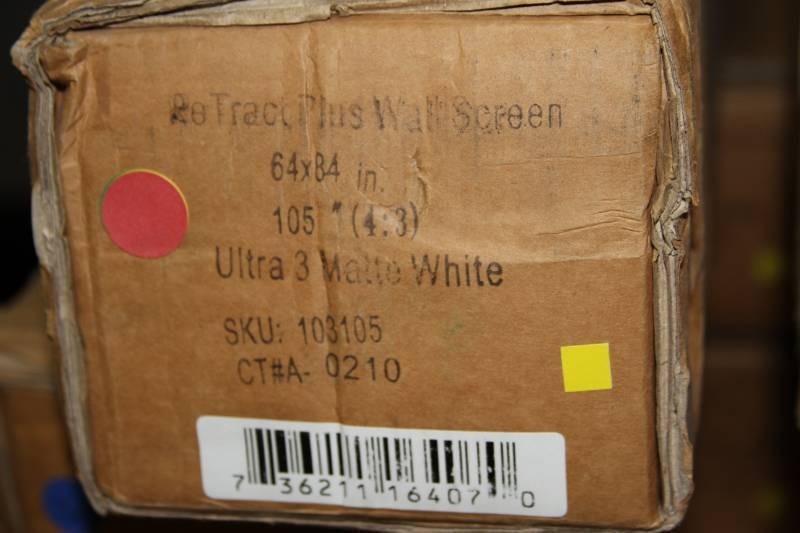 ReTract Plus Wall Screen
64x84 in.
105 " (4:3)
Ultra 3 Matte White
SKU: 103105
CT#A- 0210
7 36211 16407 0